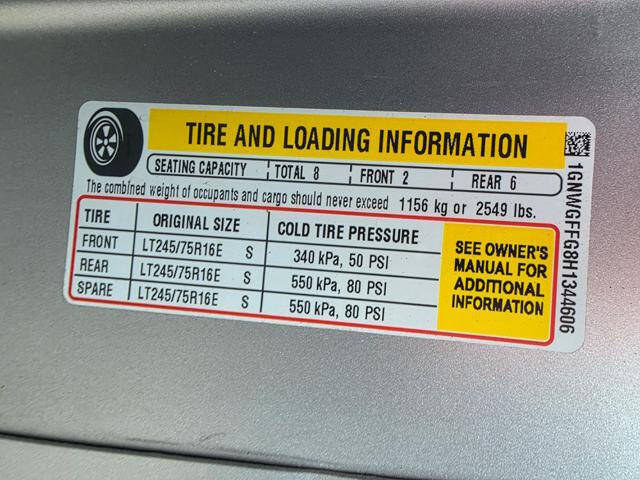 TIRE AND LOADING INFORMATION
SEATING CAPACITY TOTAL 8 FRONT 2 REAR 6
The combined weight of occupants and cargo should never exceed 1156 kg or 2549 lbs.
TIRE ORIGINAL SIZE COLD TIRE PRESSURE
FRONT LT245/75R16E S 340 kPa, 50 PSI
REAR LT245/75R16E S 550 kPa, 80 PSI
SPARE LT245/75R16E S 550 kPa, 80 PSI
SEE OWNER'S
MANUAL FOR
ADDITIONAL
INFORMATION
1GNWGFFG8H1344606